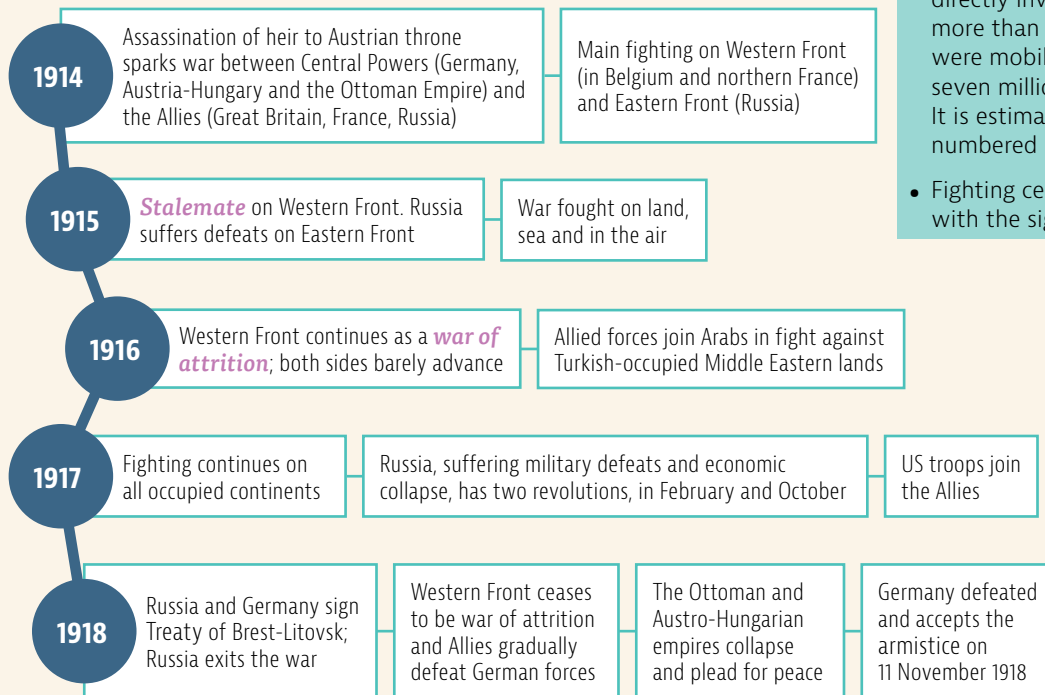 1914
Assassination of heir to Austrian throne
sparks war between Central Powers (Germany,
Austria-Hungary and the Ottoman Empire) and
the Allies (Great Britain, France, Russia)
Main fighting on Western Front
(in Belgium and northern France)
and Eastern Front (Russia)
1915
Stalemate on Western Front. Russia
suffers defeats on Eastern Front
War fought on land,
sea and in the air
1916
Western Front continues as a war of
attrition; both sides barely advance
Allied forces join Arabs in fight against
Turkish-occupied Middle Eastern lands
1917
Fighting continues on
all occupied continents
Russia, suffering military defeats and economic
collapse, has two revolutions, in February and October
US troops join
the Allies
1918
Russia and Germany sign
Treaty of Brest-Litovsk;
Russia exits the war
Western Front ceases
to be war of attrition
and Allies gradually
defeat German forces
The Ottoman and
Austro-Hungarian
empires collapse
and plead for peace
Germany defeated
and accepts the
armistice on
11 November 1918
directly inv
more than
were mobil
seven millio
It is estima
numbered
• Fighting ce
with the sig